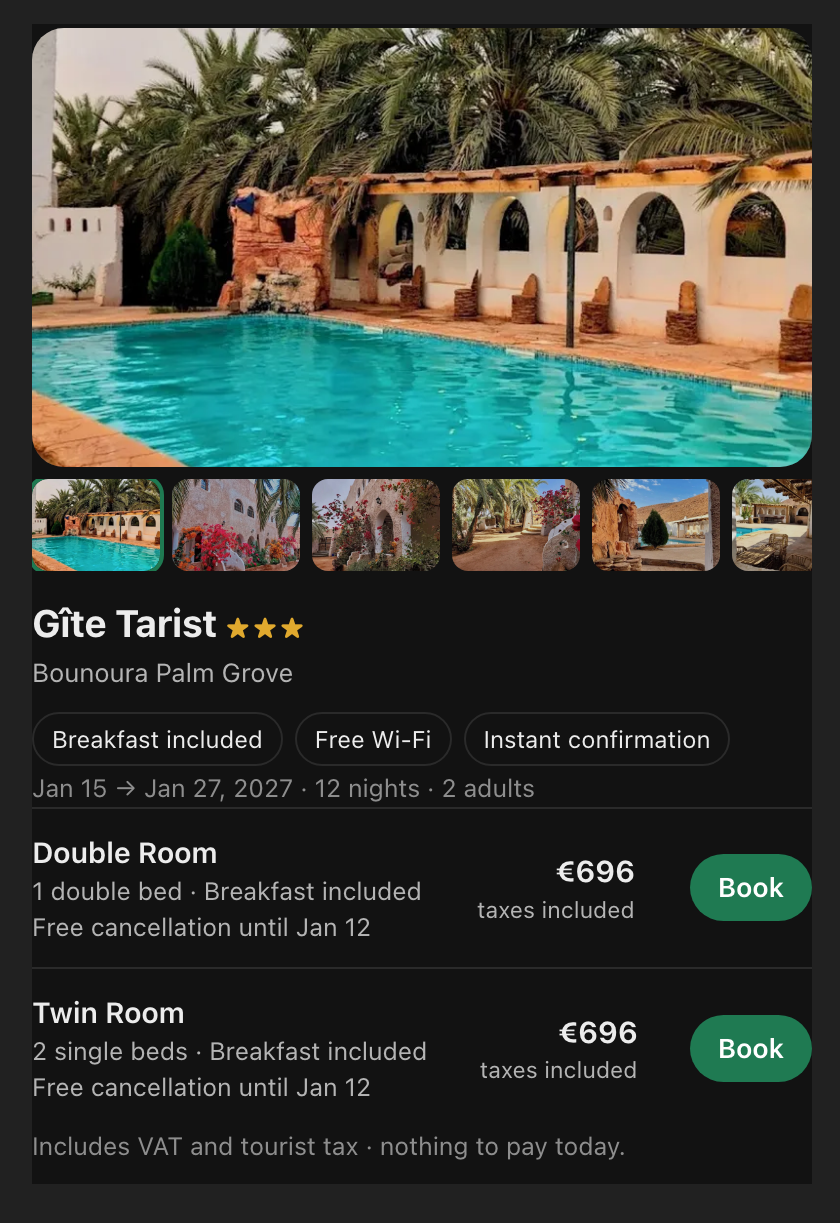 Gîte Tarist ★★★
Bounoura Palm Grove
Breakfast included
Free Wi-Fi
Instant confirmation
Jan 15 → Jan 27, 2027 · 12 nights · 2 adults
Double Room
1 double bed · Breakfast included
Free cancellation until Jan 12
€696
taxes included
Book
Twin Room
2 single beds · Breakfast included
Free cancellation until Jan 12
€696
taxes included
Book
Includes VAT and tourist tax · nothing to pay today.